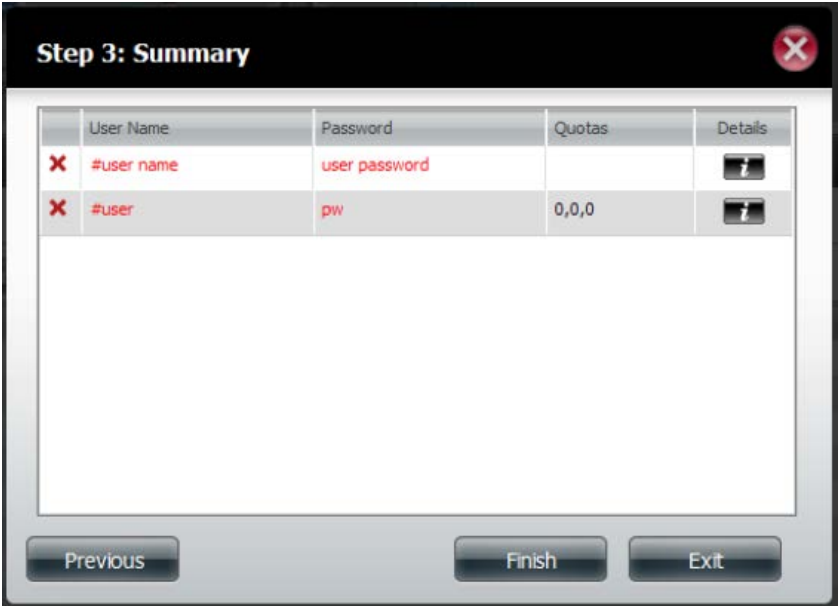 Step 3: Summary
User Name Password Quotas Details
#user name user password
#user pw 0,0,0
Previous Finish Exit